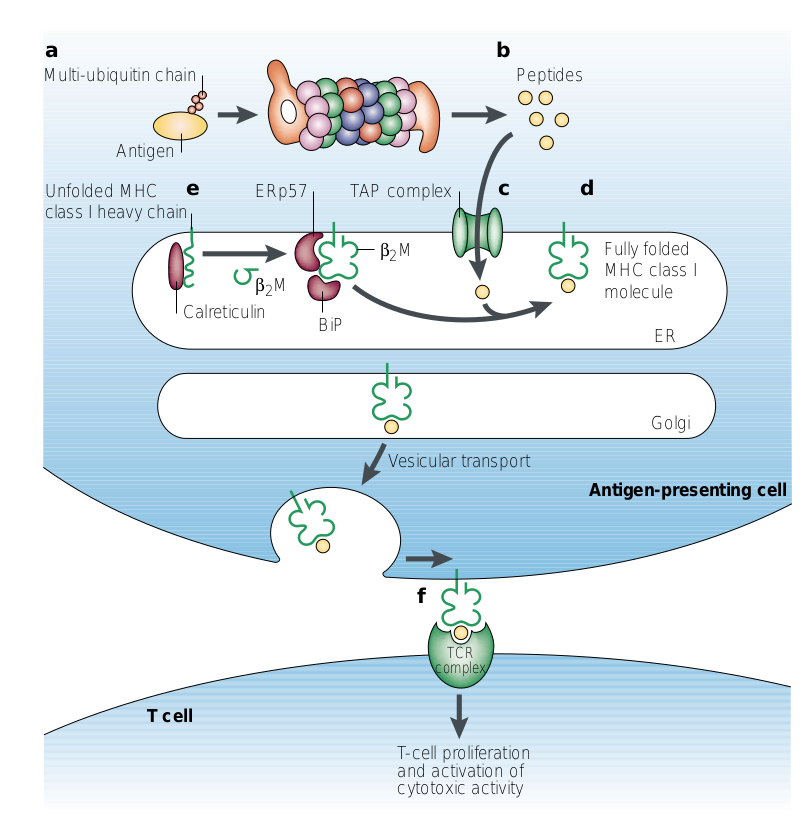 a
b
Multi-ubiquitin chain
Peptides
Antigen
Unfolded MHC
class I heavy chain
e
ERp57
TAP complex
c
d
β2M
Fully folded
MHC class I
molecule
β2M
Calreticulin
BiP
ER
Golgi
Vesicular transport
Antigen-presenting cell
f
TCR
complex
T cell
T-cell proliferation
and activation of
cytotoxic activity